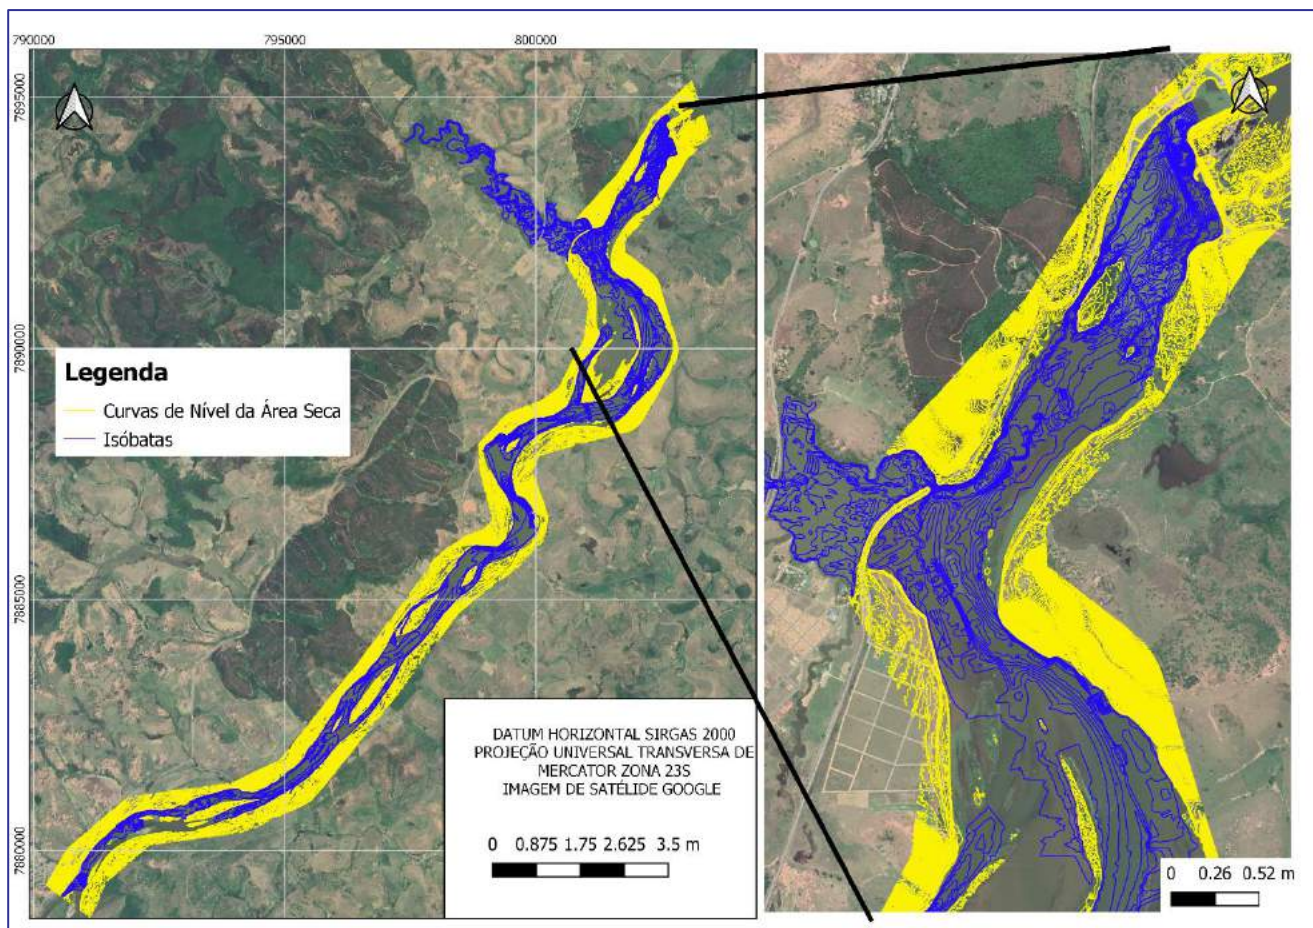 790000 795000 800000
7895000
7890000
7885000
7880000
Legenda
Curvas de Nível da Área Seca
Isóbatas
DATUM HORIZONTAL SIRGAS 2000
PROJEÇÃO UNIVERSAL TRANSVERSA DE
MERCATOR ZONA 23S
IMAGEM DE SATÉLIDE GOOGLE
0 0.875 1.75 2.625 3.5 m
0 0.26 0.52 m